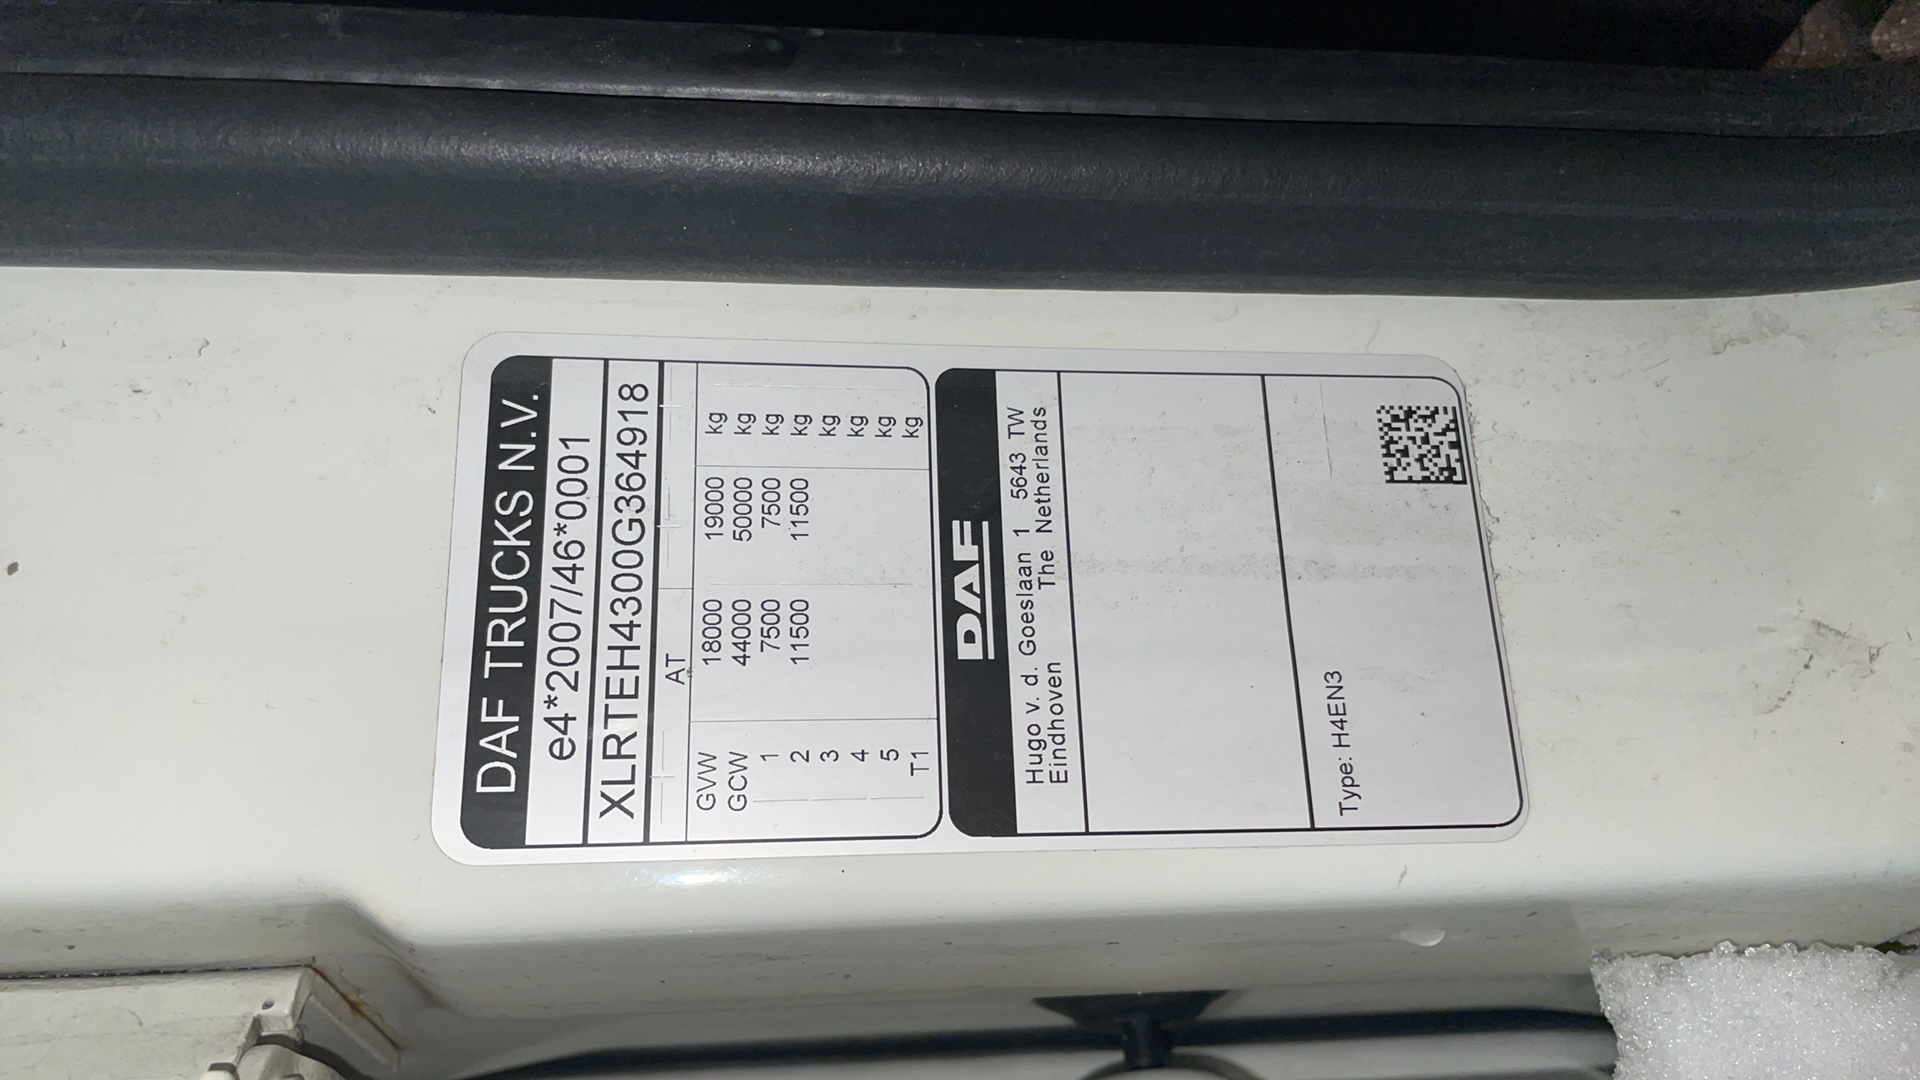 DAF TRUCKS N.V.
e4*2007/46*0001
XLRTEH4300G364918
AT
GVW 18000 19000 kg
GCW 44000 50000 kg
1 7500 7500 kg
2 11500 11500 kg
3 kg
4 kg
5 kg
T1 kg
DAF
Hugo v. d. Goeslaan 1 5643 TW
Eindhoven The Netherlands
Type: H4EN3